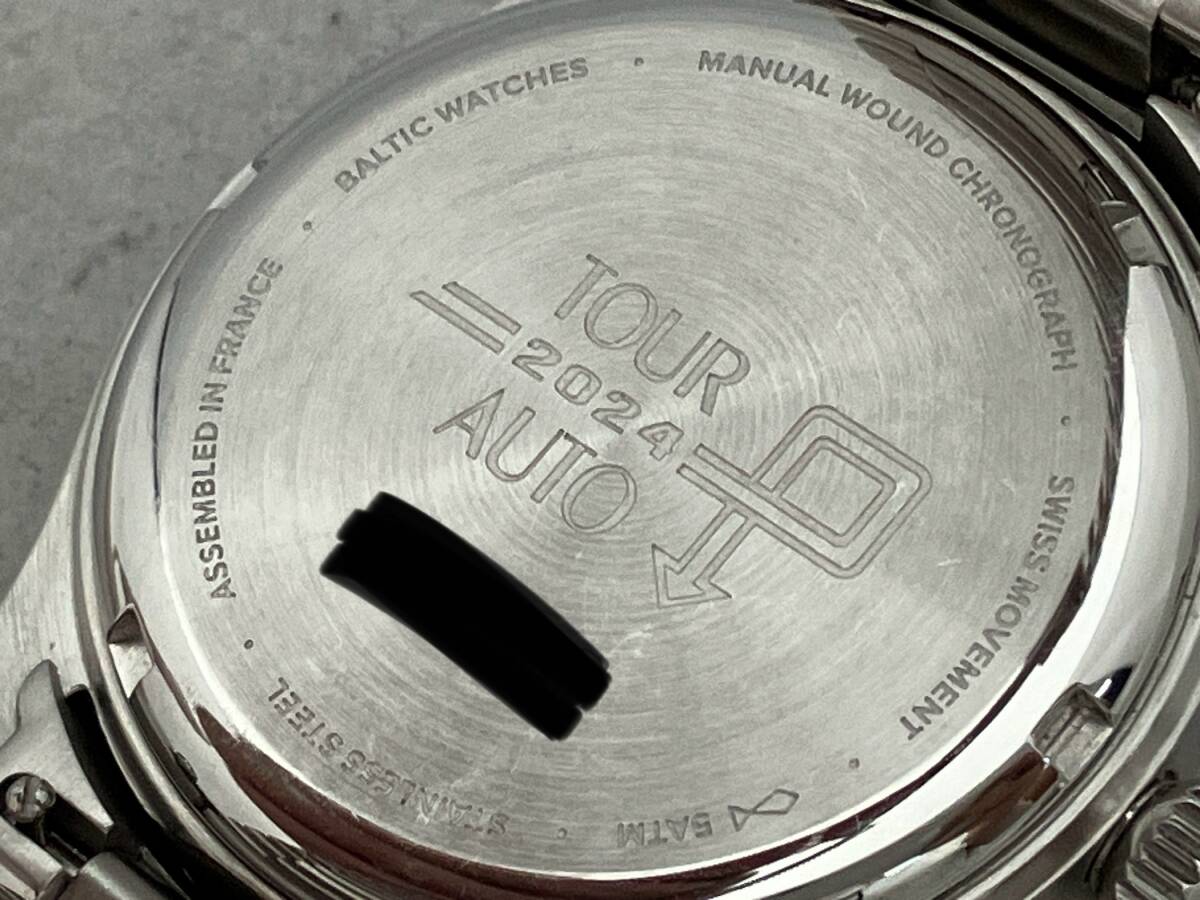 BALTIC WATCHES
MANUAL WOUND CHRONOGRAPH
SWISS MOVEMENT
5ATM
STAINLESS STEEL
ASSEMBLED IN FRANCE
TOUR
2024
AUTO